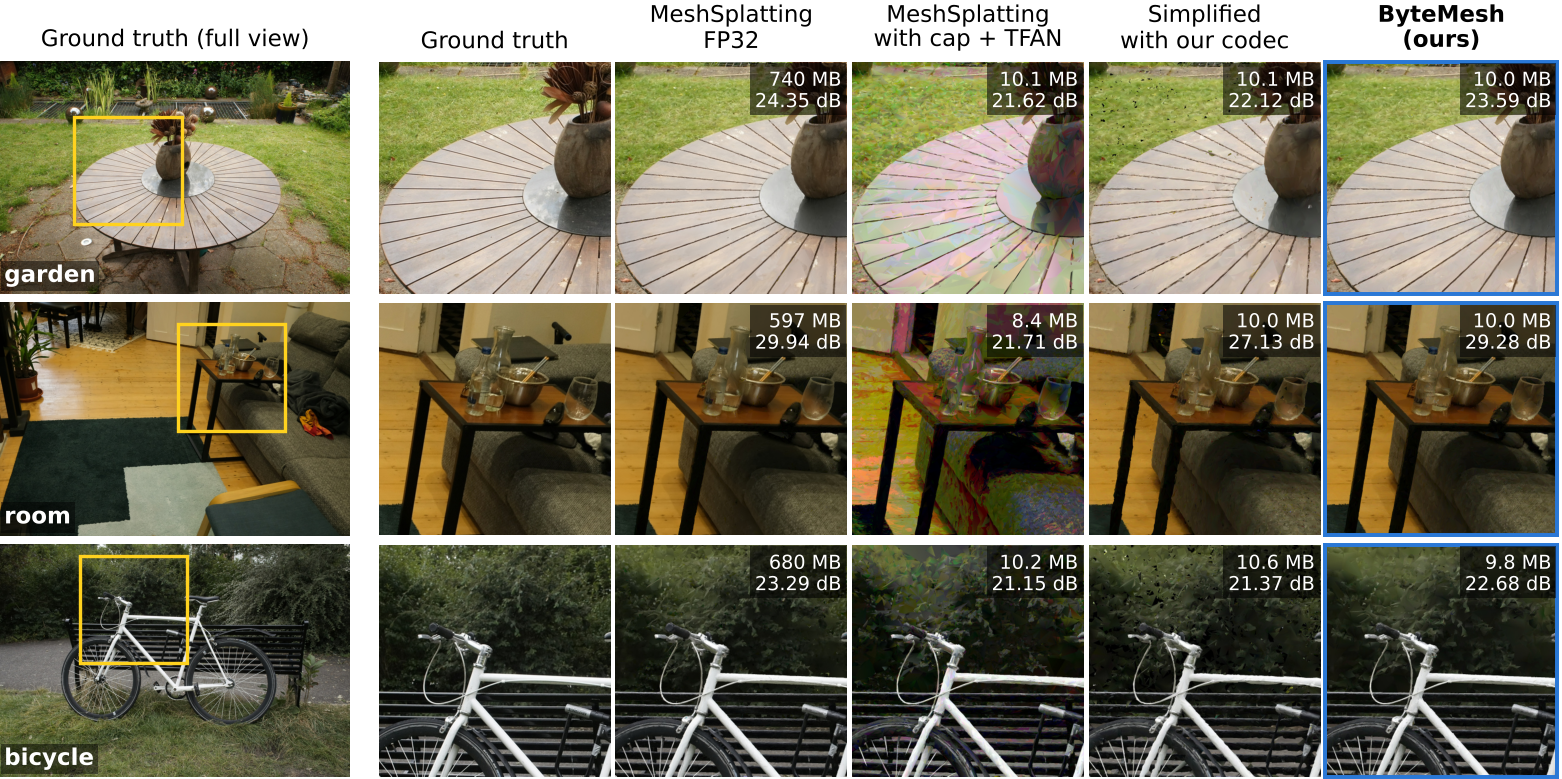 Ground truth (full view)
Ground truth
MeshSplatting
FP32
MeshSplatting
with cap + TFAN
Simplified
with our codec
ByteMesh
(ours)
garden
740 MB
24.35 dB
10.1 MB
21.62 dB
10.1 MB
22.12 dB
10.0 MB
23.59 dB
room
597 MB
29.94 dB
8.4 MB
21.71 dB
10.0 MB
27.13 dB
10.0 MB
29.28 dB
bicycle
680 MB
23.29 dB
10.2 MB
21.15 dB
10.6 MB
21.37 dB
9.8 MB
22.68 dB